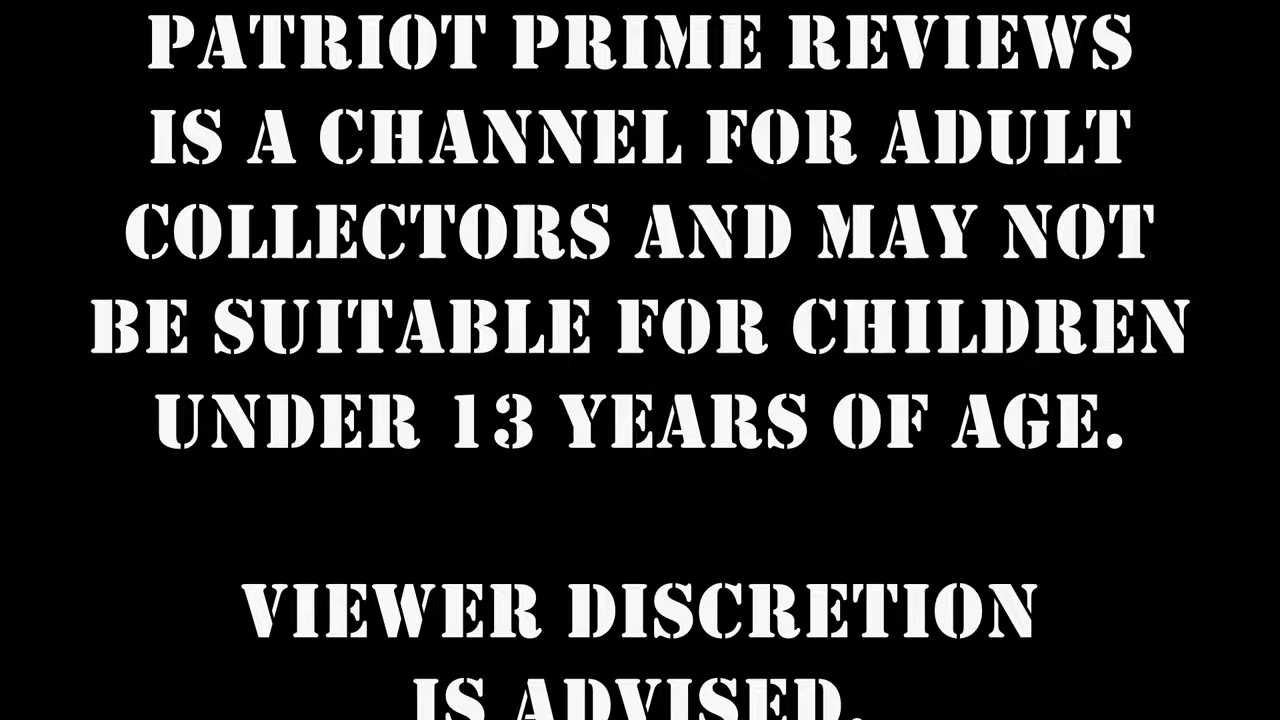 PATRIOT PRIME REVIEWS
IS A CHANNEL FOR ADULT
COLLECTORS AND MAY NOT
BE SUITABLE FOR CHILDREN
UNDER 13 YEARS OF AGE.
VIEWER DISCRETION
IS ADVISED.